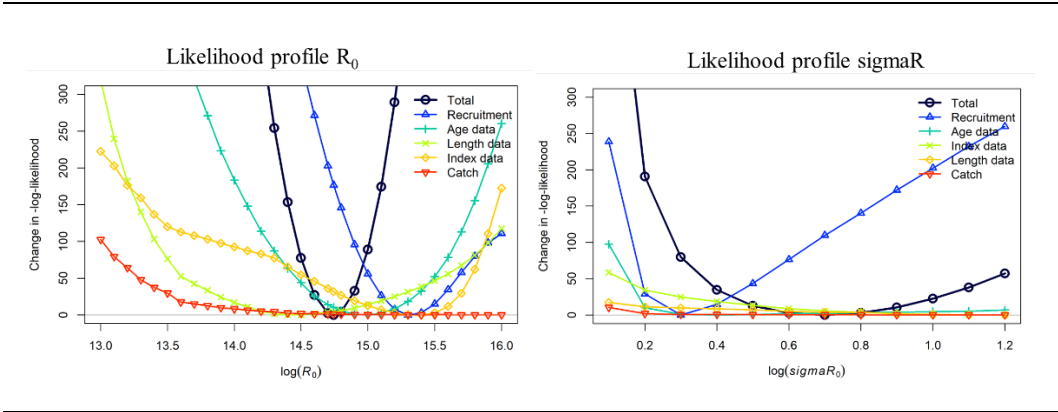 Likelihood profile R0
Change in -log-likelihood
300
250
200
150
100
50
0
Total
Recruitment
Age data
Length data
Index data
Catch
13.0 13.5 14.0 14.5 15.0 15.5 16.0
log(R0)
Likelihood profile sigmaR
Change in -log-likelihood
300
250
200
150
100
50
0
Total
Recruitment
Age data
Index data
Length data
Catch
0.2 0.4 0.6 0.8 1.0 1.2
log(sigmaR0)